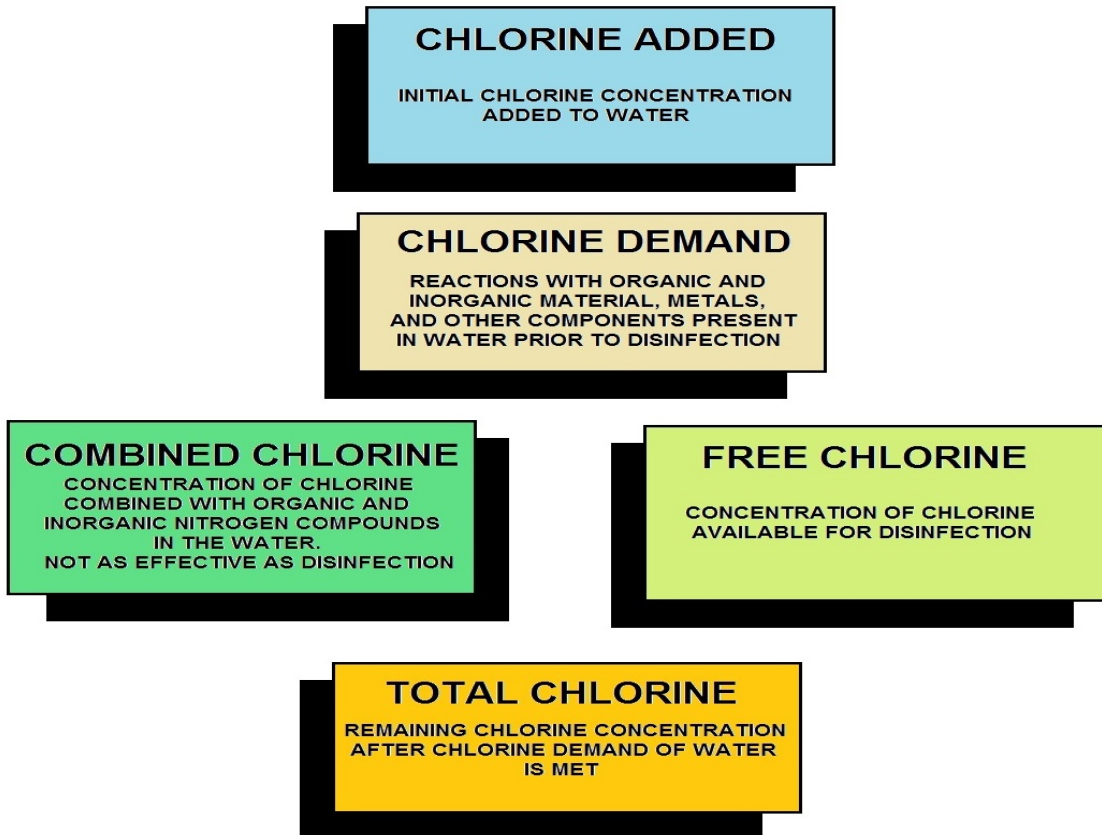 CHLORINE ADDED
INITIAL CHLORINE CONCENTRATION
ADDED TO WATER
CHLORINE DEMAND
REACTIONS WITH ORGANIC AND
INORGANIC MATERIAL, METALS,
AND OTHER COMPONENTS PRESENT
IN WATER PRIOR TO DISINFECTION
COMBINED CHLORINE
CONCENTRATION OF CHLORINE
COMBINED WITH ORGANIC AND
INORGANIC NITROGEN COMPOUNDS
IN THE WATER.
NOT AS EFFECTIVE AS DISINFECTION
FREE CHLORINE
CONCENTRATION OF CHLORINE
AVAILABLE FOR DISINFECTION
TOTAL CHLORINE
REMAINING CHLORINE CONCENTRATION
AFTER CHLORINE DEMAND OF WATER
IS MET